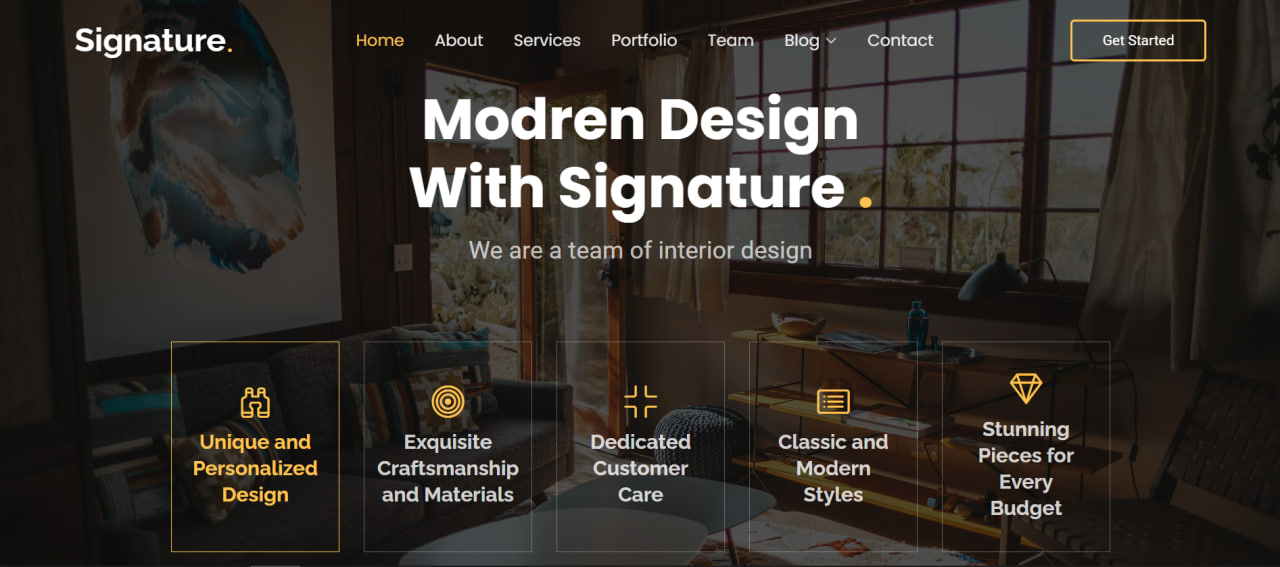 Signature.
Home About Services Portfolio Team Blog Contact
Get Started
Modren Design
With Signature .
We are a team of interior design
Unique and
Personalized
Design
Exquisite
Craftsmanship
and Materials
Dedicated
Customer
Care
Classic and
Modern
Styles
Stunning
Pieces for
Every
Budget